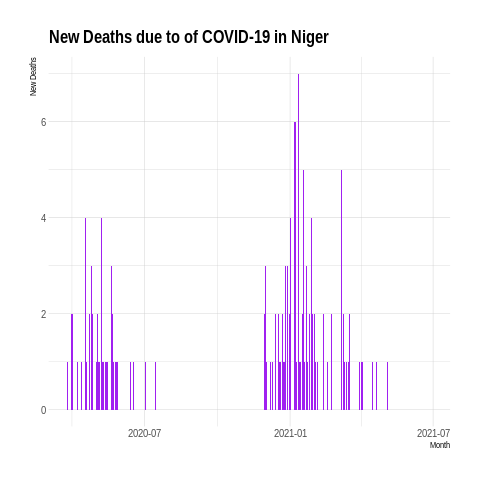 New Deaths due to of COVID-19 in Niger
New Deaths
6
4
2
0
2020-07 2021-01 2021-07
Month